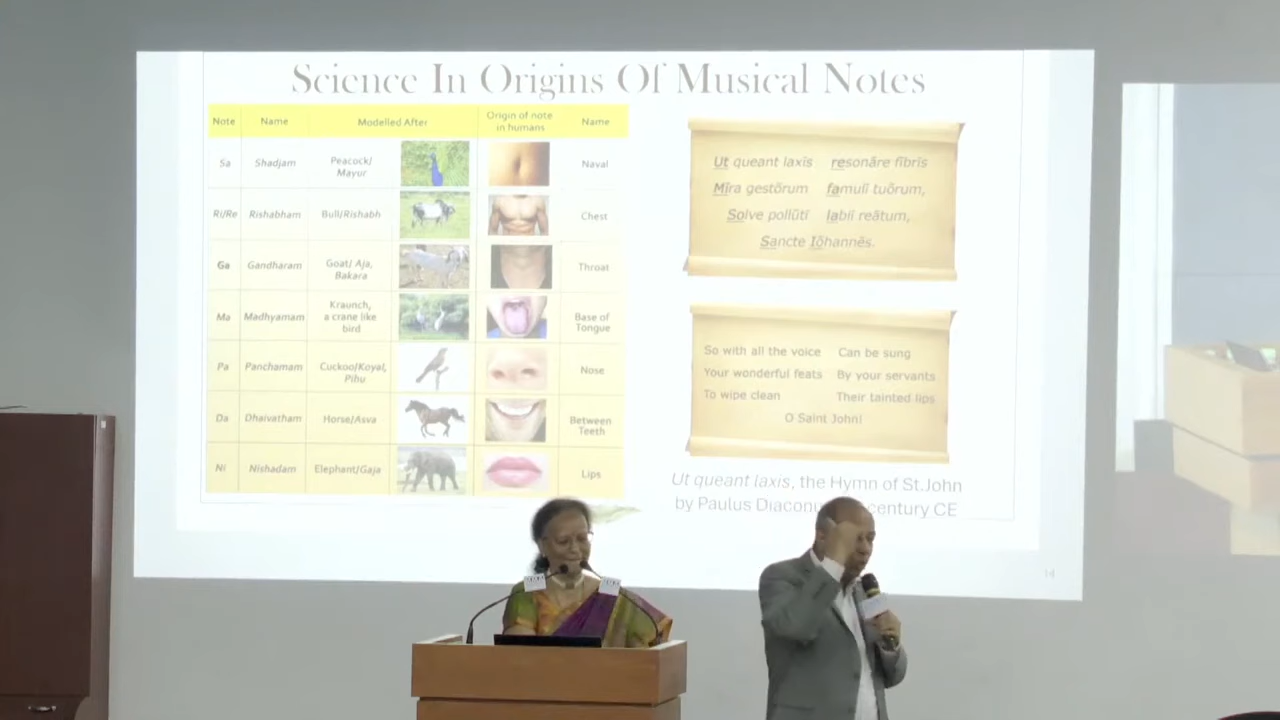 Science In Origins Of Musical Notes
Note Name Modelled After Origin of note in humans Name
Sa Shadjam Peacock/ Mayur Naval
Ri/Re Rishabham Bull/Rishabh Chest
Ga Gandharam Goat/ Aja, Bakara Throat
Ma Madhyamam Kraunch, a crane like bird Base of Tongue
Pa Panchamam Cuckoo/Koyal, Pihu Nose
Da Dhaivatham Horse/Asva Between Teeth
Ni Nishadam Elephant/Gaja Lips
Ut queant laxis resonāre fibris
Mīra gestōrum famulī tuōrum,
Solve pollūtī labiī reātum,
Sancte Iōhannēs.
So with all the voice Can be sung
Your wonderful feats By your servants
To wipe clean Their tainted lips
O Saint John!
Ut queant laxis, the Hymn of St.John
by Paulus Diaconu century CE
14